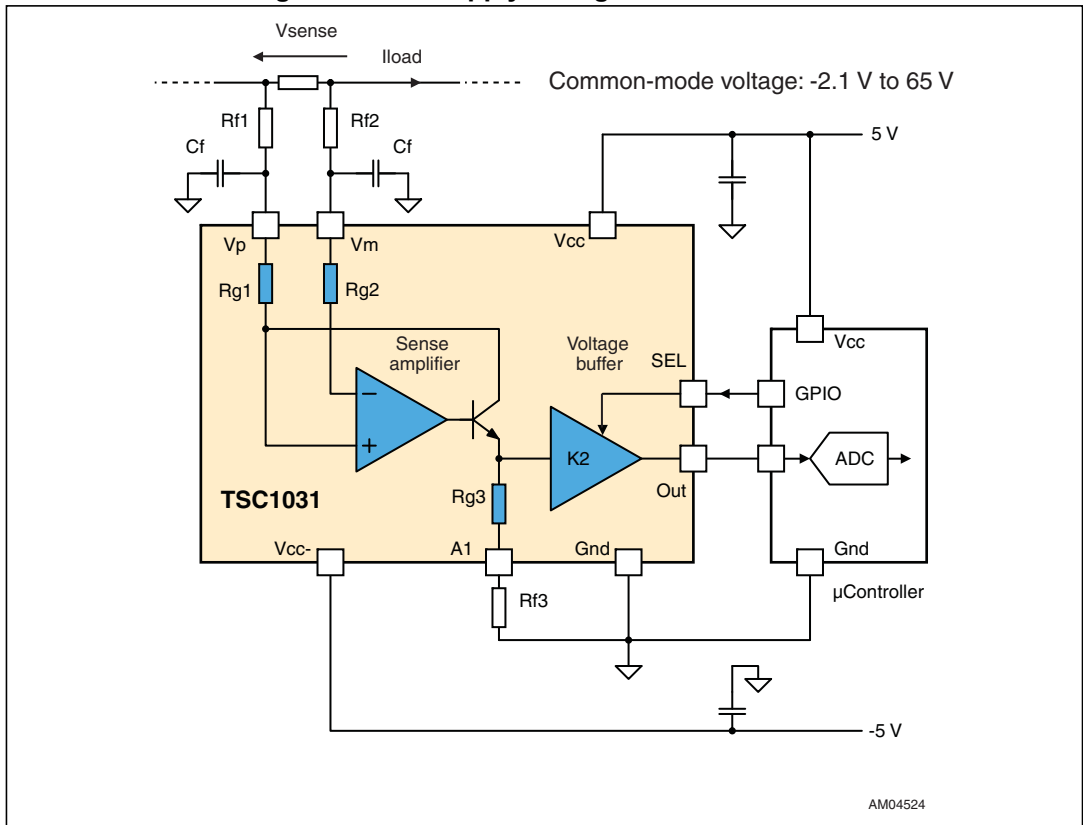 Vsense
Iload
Common-mode voltage: -2.1 V to 65 V
Rf1
Rf2
5 V
Cf
Cf
Vp
Vm
Vcc
Rg1
Rg2
Sense
amplifier
Voltage
buffer
SEL
Vcc
GPIO
K2
ADC
Out
TSC1031
Rg3
Vcc-
A1
Gnd
Gnd
Rf3
µController
-5 V
AM04524